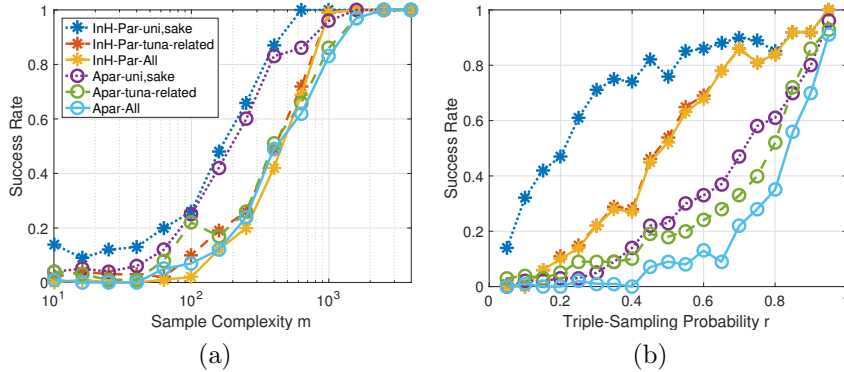 1
0.8
0.6
0.4
0.2
0
Success Rate
InH-Par-uni,sake
InH-Par-tuna-related
InH-Par-All
Apar-uni,sake
Apar-tuna-related
Apar-All
10^1 10^2 10^3
Sample Complexity m
(a)
1
0.8
0.6
0.4
0.2
0
Success Rate
0 0.2 0.4 0.6 0.8 1
Triple-Sampling Probability r
(b)